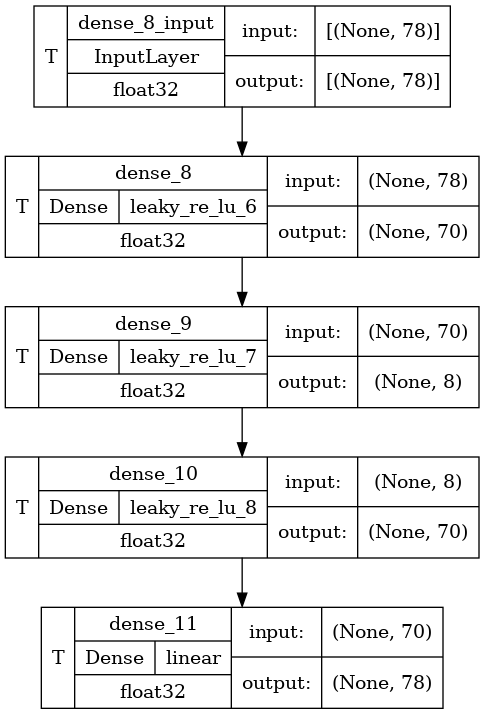 T
dense_8_input
InputLayer
float32
input:
[(None, 78)]
output:
[(None, 78)]
T
dense_8
Dense
leaky_re_lu_6
float32
input:
(None, 78)
output:
(None, 70)
T
dense_9
Dense
leaky_re_lu_7
float32
input:
(None, 70)
output:
(None, 8)
T
dense_10
Dense
leaky_re_lu_8
float32
input:
(None, 8)
output:
(None, 70)
T
dense_11
Dense
linear
float32
input:
(None, 70)
output:
(None, 78)